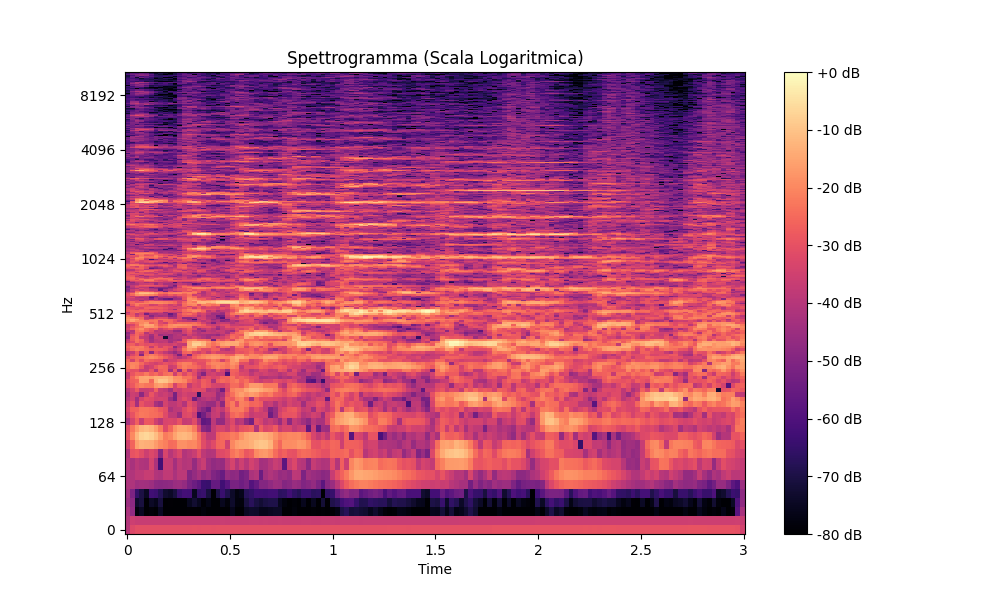 Spettrogramma (Scala Logaritmica)
Hz
8192
4096
2048
1024
512
256
128
64
0
0
0.5
1
1.5
2
2.5
3
Time
+0 dB
-10 dB
-20 dB
-30 dB
-40 dB
-50 dB
-60 dB
-70 dB
-80 dB